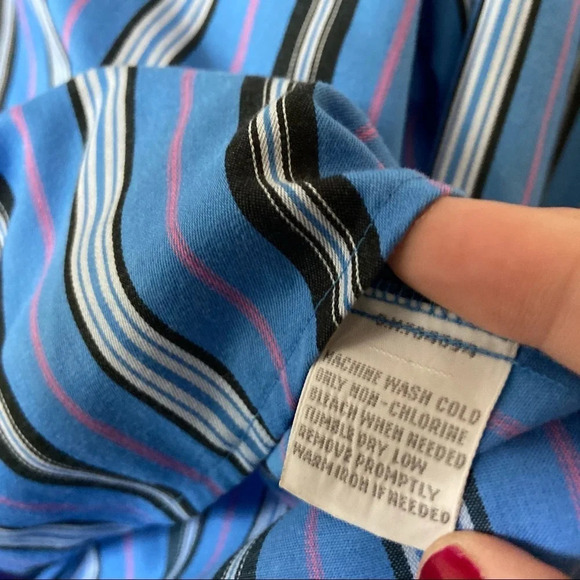 MACHINE WASH COLD
ONLY NON-CHLORINE
BLEACH WHEN NEEDED
TUMBLE DRY LOW
REMOVE PROMPTLY
WARM IRON IF NEEDED